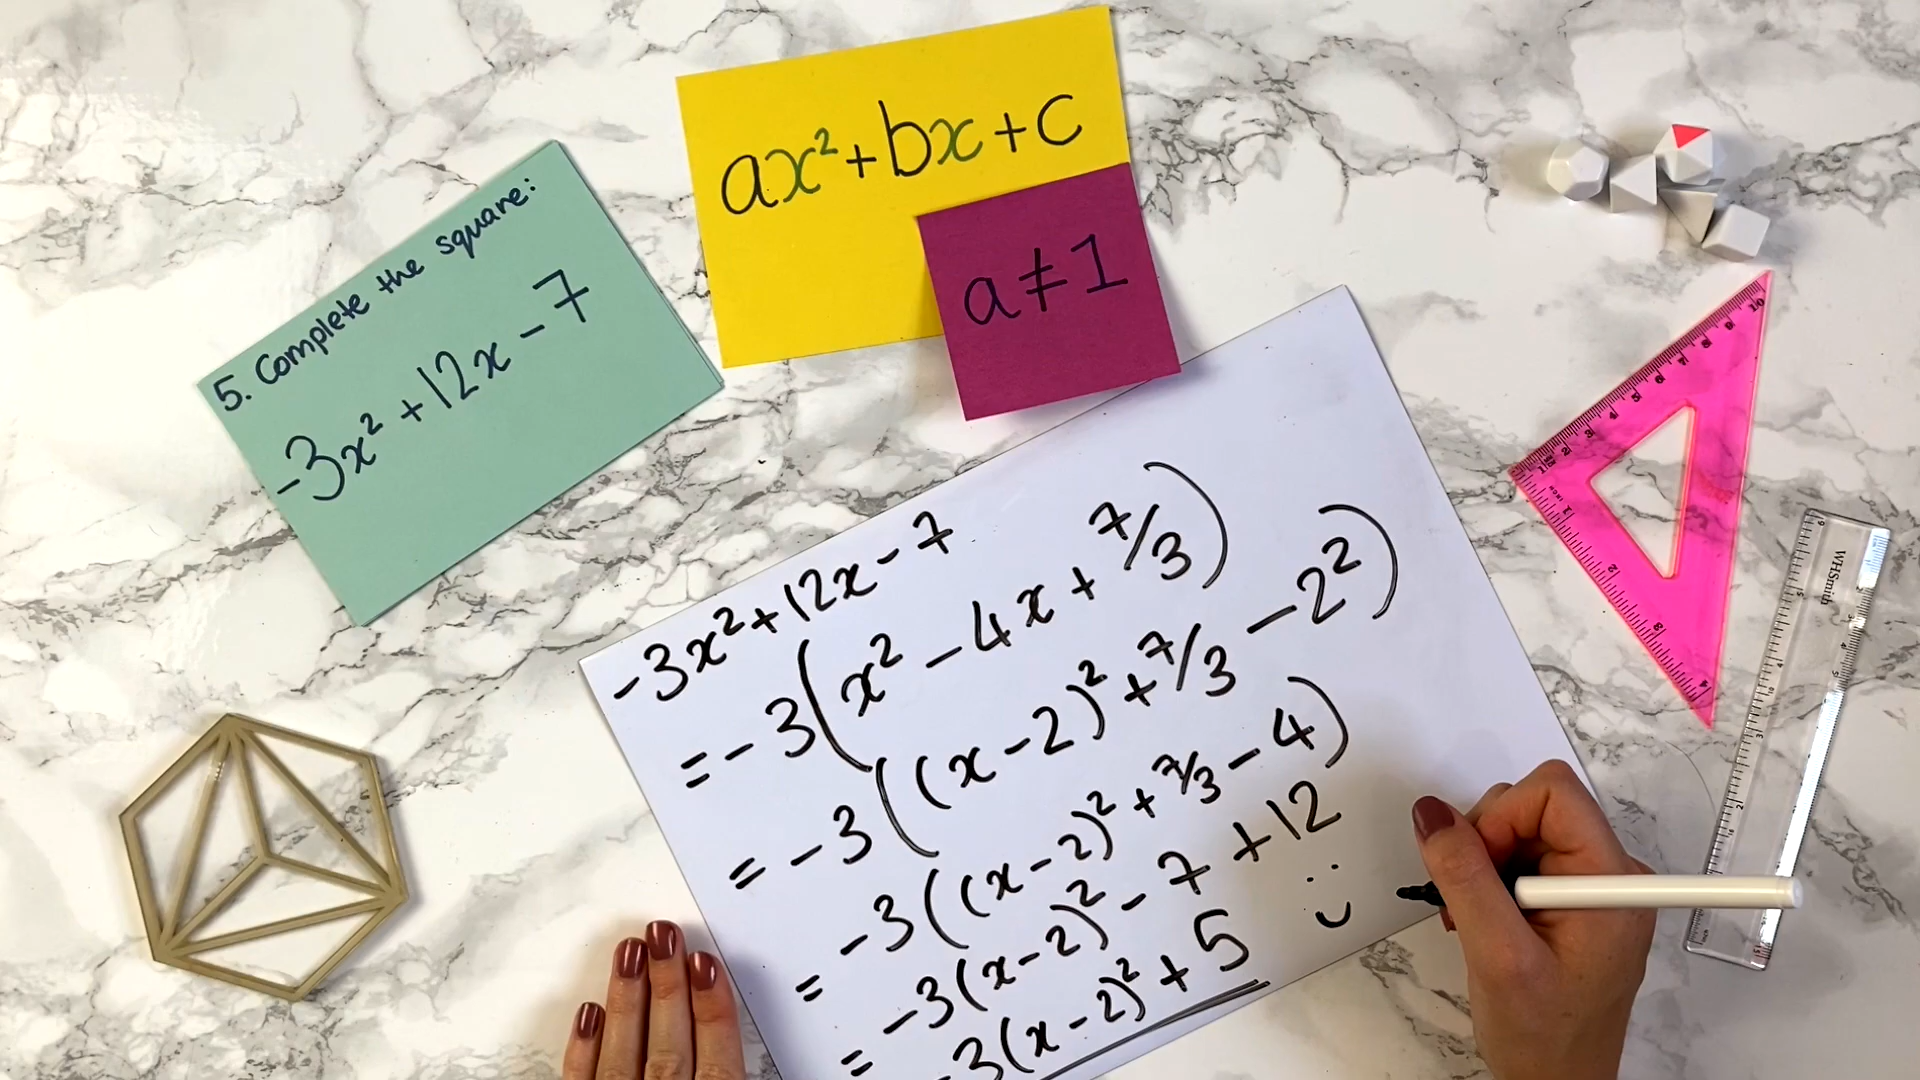 5. Complete the square:
-3x² + 12x - 7
ax² + bx + c
a ≠ 1
-3x² + 12x - 7
= -3(x² - 4x + 7/3)
= -3((x - 2)² + 7/3 - 2²)
= -3((x - 2)² + 7/3 - 4)
= -3(x - 2)² - 7 + 12
-3(x - 2)² + 5
WHSmith